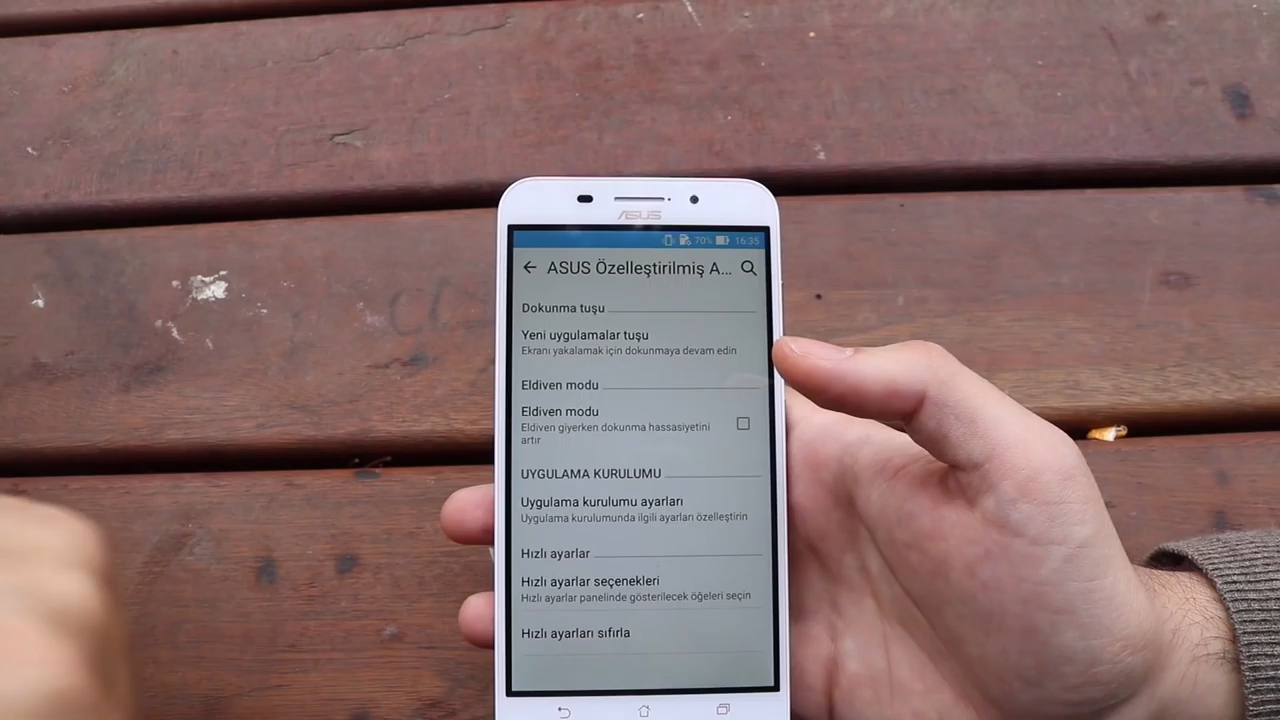 ASUS
70% 16:35
ASUS Özelleştirilmiş A...
Dokunma tuşu
Yeni uygulamalar tuşu
Ekranı yakalamak için dokunmaya devam edin
Eldiven modu
Eldiven modu
Eldiven giyerken dokunma hassasiyetini
artır
UYGULAMA KURULUMU
Uygulama kurulumu ayarları
Uygulama kurulumunda ilgili ayarları özelleştirin
Hızlı ayarlar
Hızlı ayarlar seçenekleri
Hızlı ayarlar panelinde gösterilecek öğeleri seçin
Hızlı ayarları sıfırla